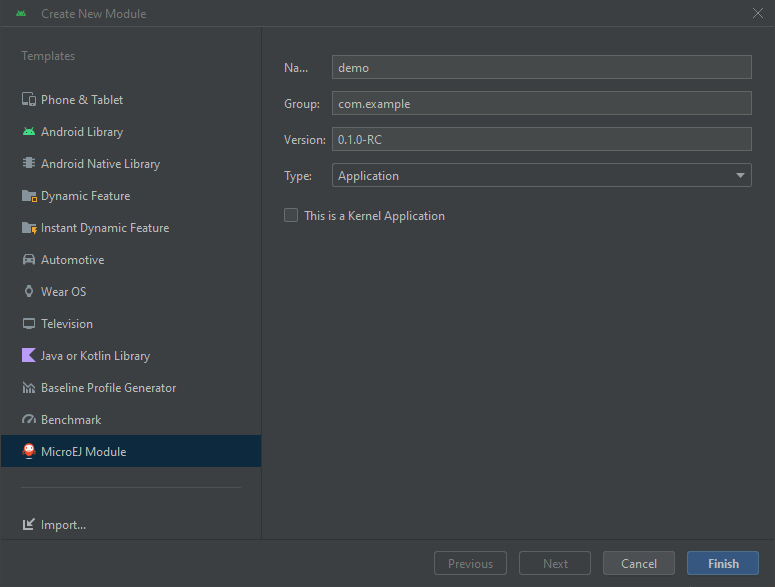 Create New Module
Templates
Phone & Tablet
Android Library
Android Native Library
Dynamic Feature
Instant Dynamic Feature
Automotive
Wear OS
Television
Java or Kotlin Library
Baseline Profile Generator
Benchmark
MicroEJ Module
Import...
Na... demo
Group: com.example
Version: 0.1.0-RC
Type: Application
This is a Kernel Application
Previous Next Cancel Finish